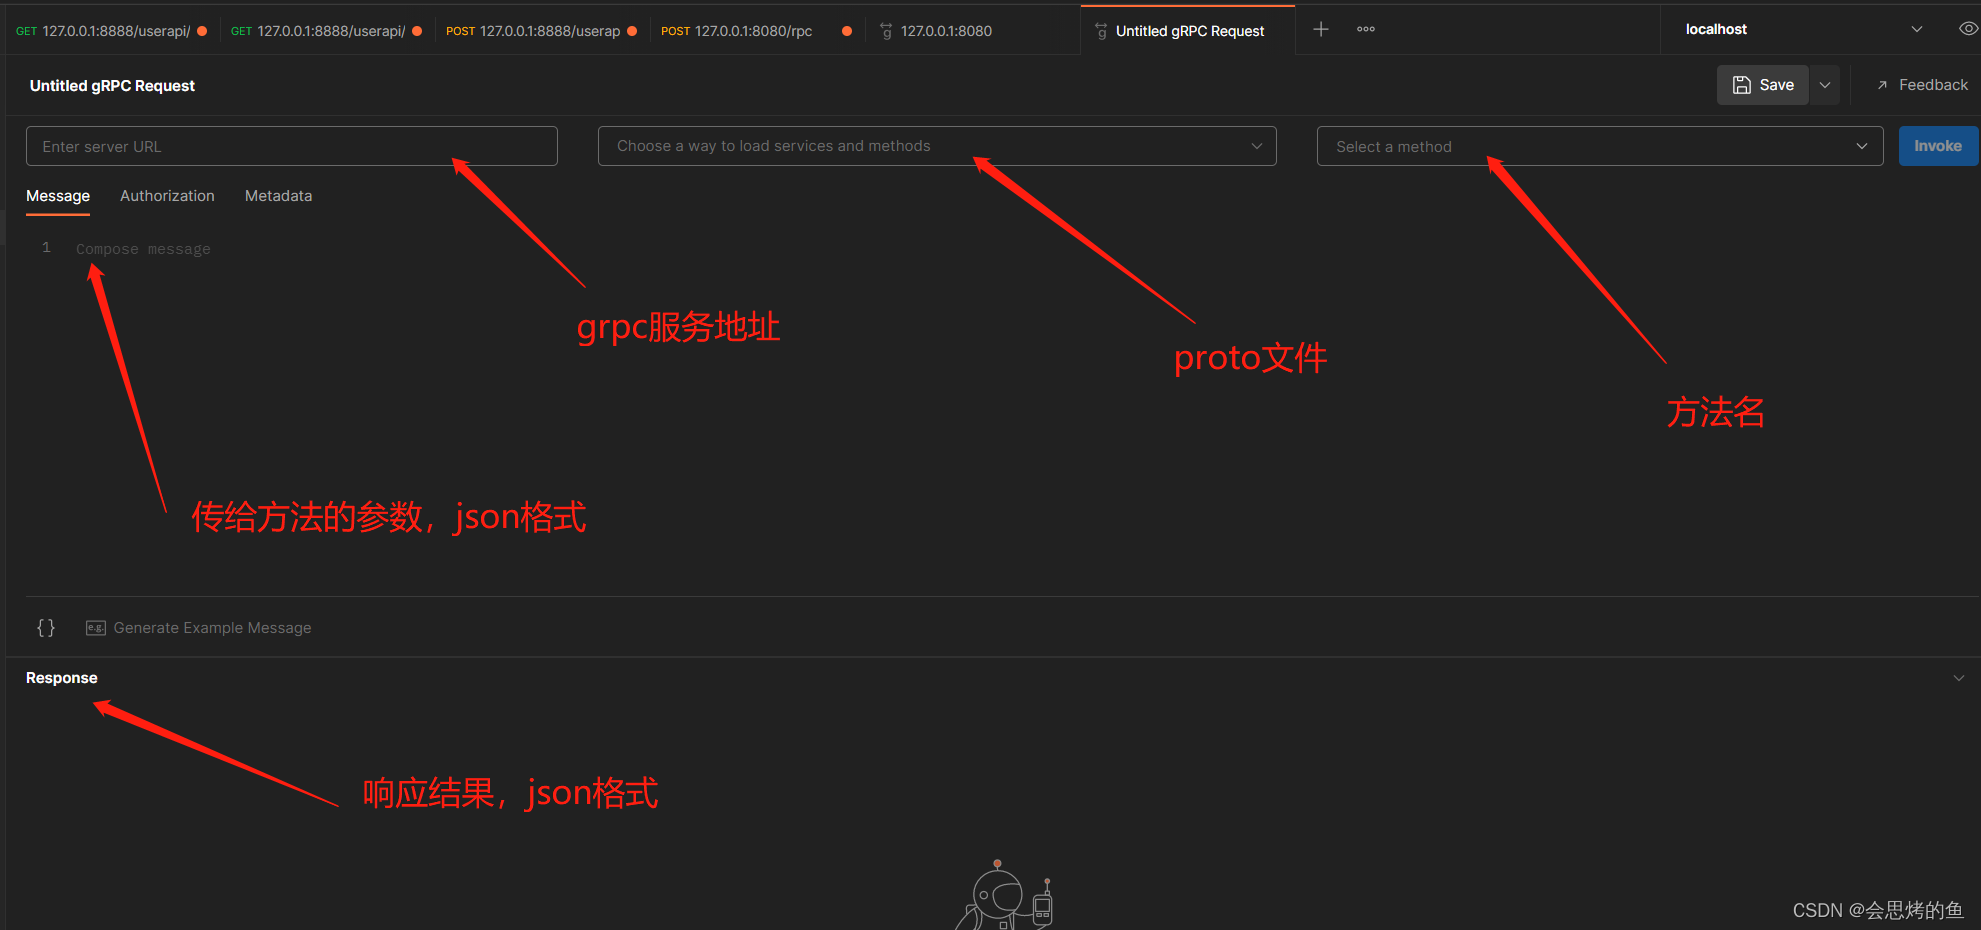 GET 127.0.0.1:8888/userapi/
GET 127.0.0.1:8888/userapi/
POST 127.0.0.1:8888/userap
POST 127.0.0.1:8080/rpc
127.0.0.1:8080
Untitled gRPC Request
localhost
Untitled gRPC Request
Save
Feedback
Enter server URL
Choose a way to load services and methods
Select a method
Invoke
Message
Authorization
Metadata
1
Compose message
grpc服务地址
proto文件
方法名
传给方法的参数，json格式
{}
e.g.
Generate Example Message
Response
响应结果，json格式
CSDN @会思烤的鱼